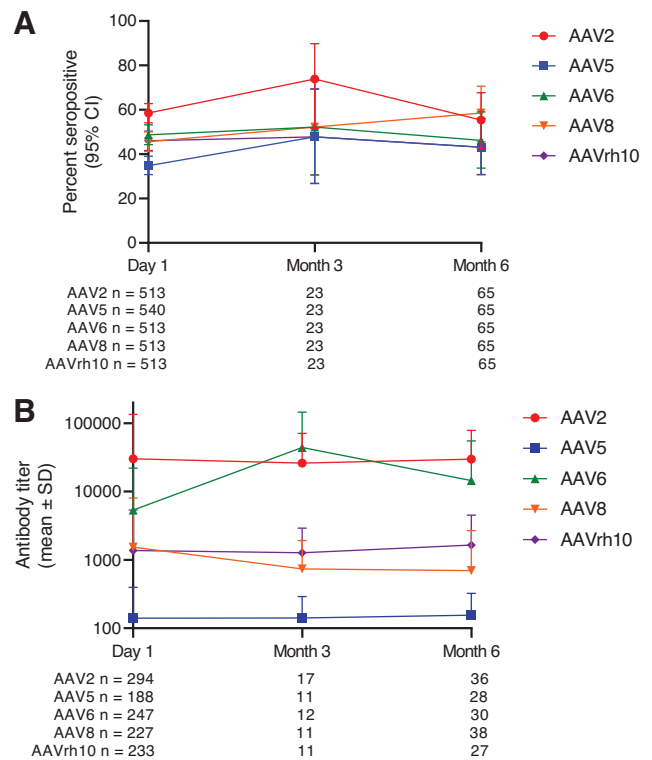 A
Percent seropositive
(95% CI)
100
80
60
40
20
0
Day 1 Month 3 Month 6
AAV2
AAV5
AAV6
AAV8
AAVrh10
AAV2 n = 513 23 65
AAV5 n = 540 23 65
AAV6 n = 513 23 65
AAV8 n = 513 23 65
AAVrh10 n = 513 23 65
B
Antibody titer
(mean ± SD)
100000
10000
1000
100
Day 1 Month 3 Month 6
AAV2
AAV5
AAV6
AAV8
AAVrh10
AAV2 n = 294 17 36
AAV5 n = 188 11 28
AAV6 n = 247 12 30
AAV8 n = 227 11 38
AAVrh10 n = 233 11 27